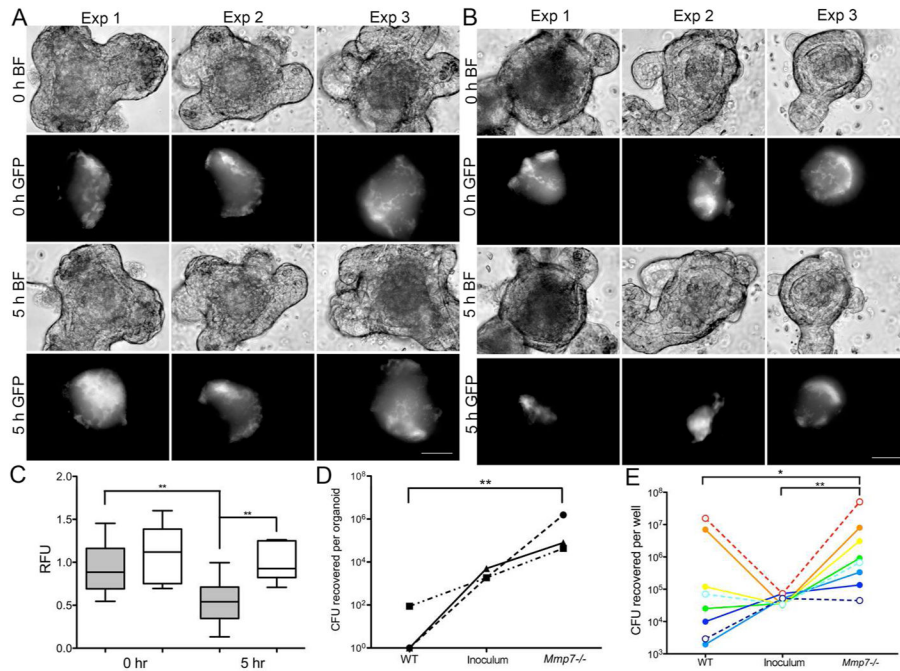 A
Exp 1 Exp 2 Exp 3
0 h BF
0 h GFP
5 h BF
5 h GFP
B
Exp 1 Exp 2 Exp 3
0 h BF
0 h GFP
5 h BF
5 h GFP
C
RFU
2.0
1.5
1.0
0.5
0.0
**
**
0 hr 5 hr
D
CFU recovered per organoid
10^8
10^6
10^4
10^2
10^0
**
WT Inoculum Mmp7-/-
E
CFU recovered per well
10^8
10^7
10^6
10^5
10^4
10^3
*
**
WT Inoculum Mmp7-/-